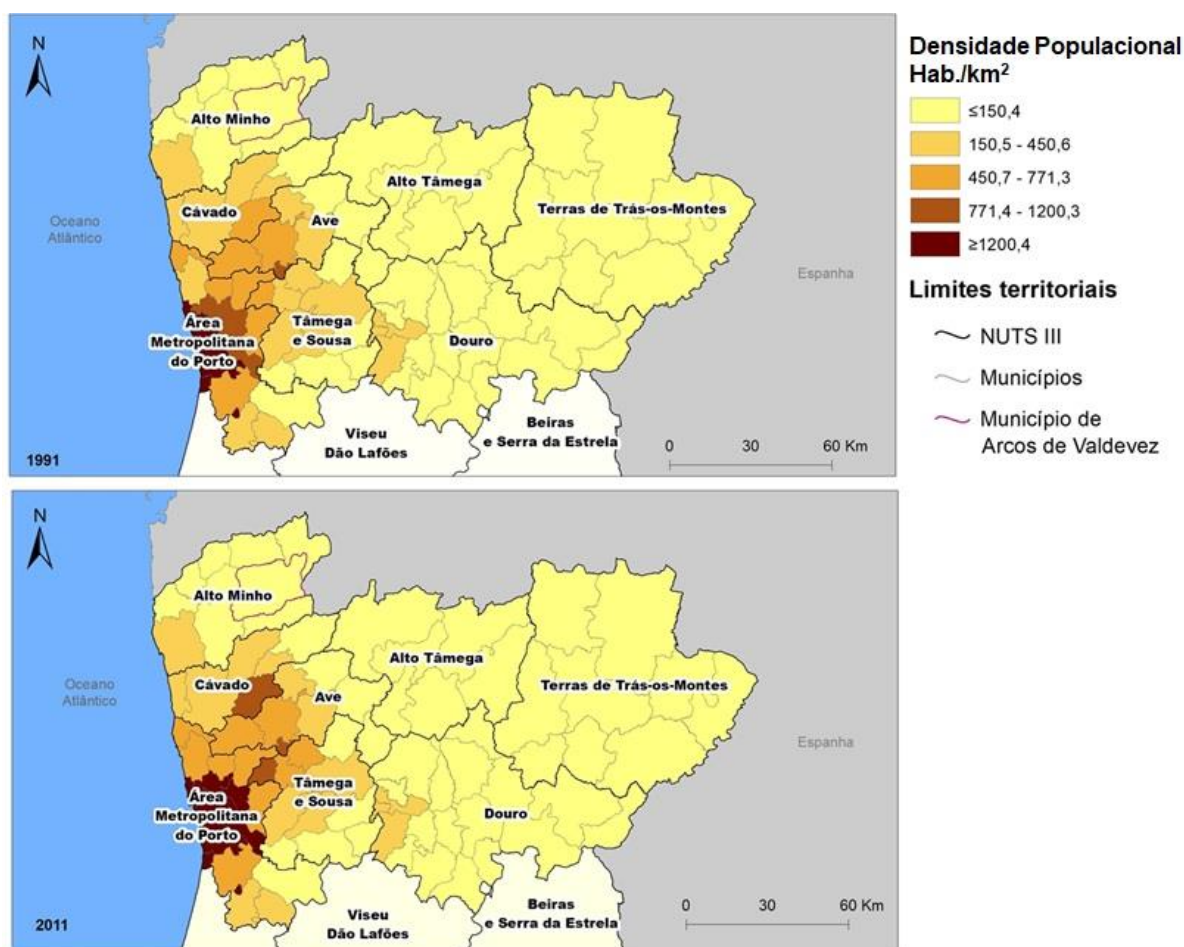 N
Alto Minho
Alto Tâmega
Cávado
Ave
Terras de Trás-os-Montes
Oceano
Atlântico
Espanha
Área
Metropolitana
do Porto
Tâmega
e Sousa
Douro
Beiras
e Serra da Estrela
Viseu
Dão Lafões
0 30 60 Km
1991
Densidade Populacional
Hab./km²
≤150,4
150,5 - 450,6
450,7 - 771,3
771,4 - 1200,3
≥1200,4
Limites territoriais
NUTS III
Municípios
Município de
Arcos de Valdevez
N
Alto Minho
Alto Tâmega
Cávado
Ave
Terras de Trás-os-Montes
Oceano
Atlântico
Espanha
Área
Metropolitana
do Porto
Tâmega
e Sousa
Douro
Beiras
e Serra da Estrela
Viseu
Dão Lafões
0 30 60 Km
2011